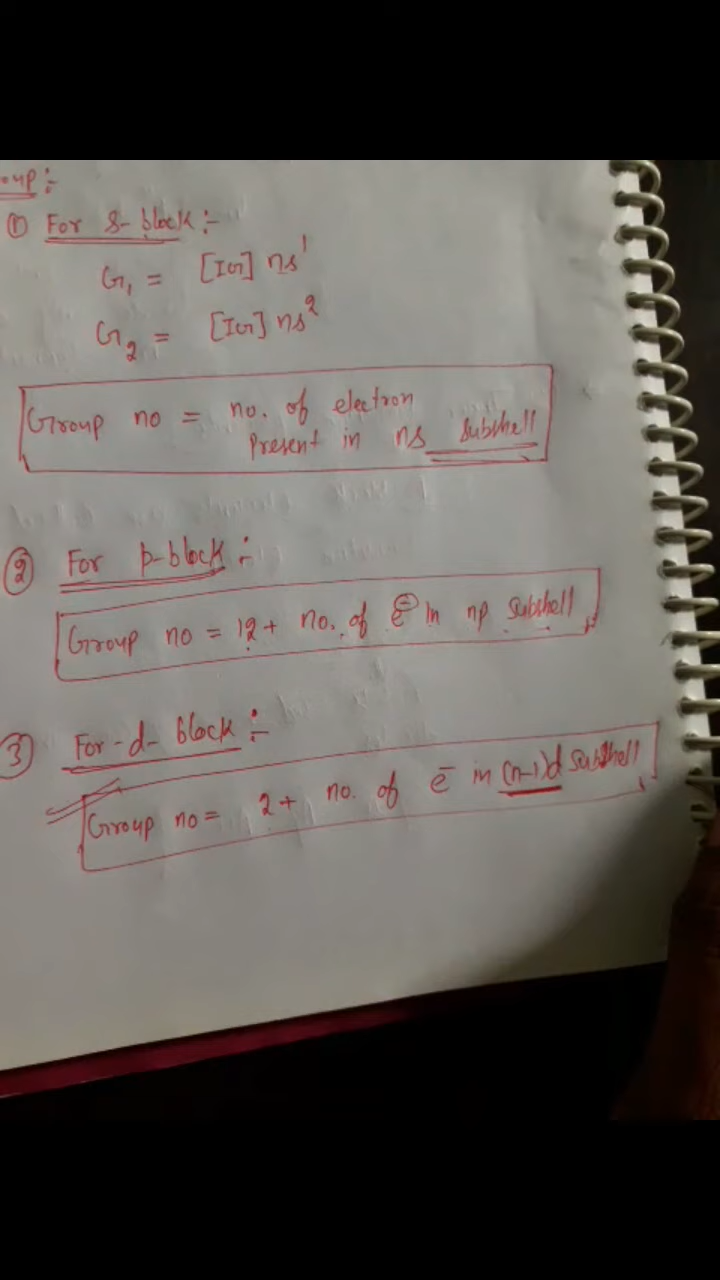 oup :-
① For s-block :-
G₁ = [IG] ns¹
G₂ = [IG] ns²
Group no = no. of electron
present in ns subshell
② For p-block :-
Group no = 12 + no. of e⁻ in np subshell
③ For -d- block :-
Group no = 2 + no. of e⁻ in (n-1)d subshell